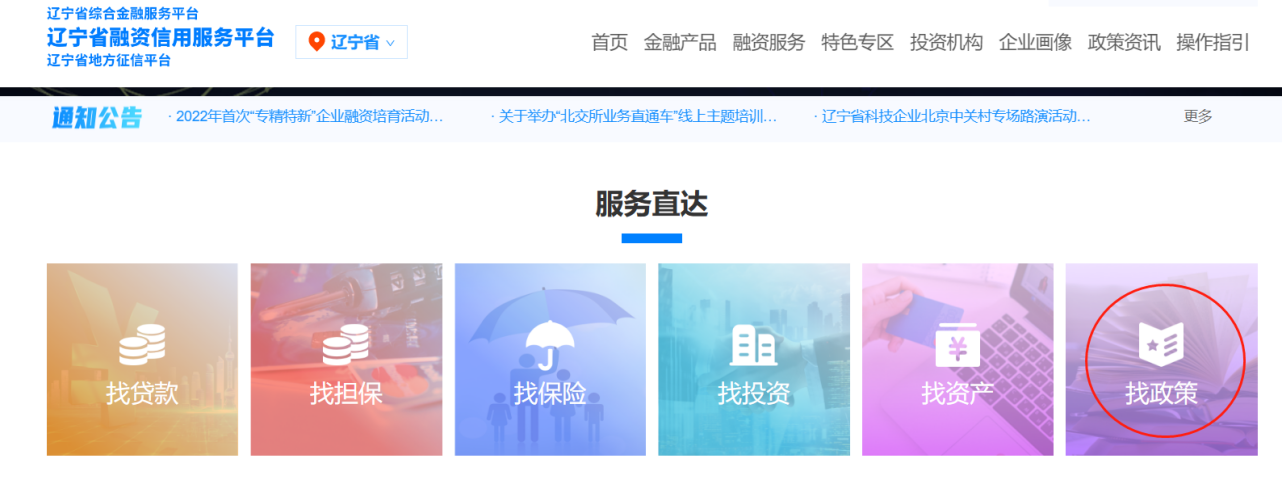 辽宁省综合金融服务平台
辽宁省融资信用服务平台
辽宁省地方征信平台
辽宁省
首页 金融产品 融资服务 特色专区 投资机构 企业画像 政策资讯 操作指引
通知公告 · 2022年首次“专精特新”企业融资培育活动… · 关于举办“北交所业务直通车”线上主题培训… · 辽宁省科技企业北京中关村专场路演活动… 更多
服务直达
找贷款 找担保 找保险 找投资 找资产 找政策